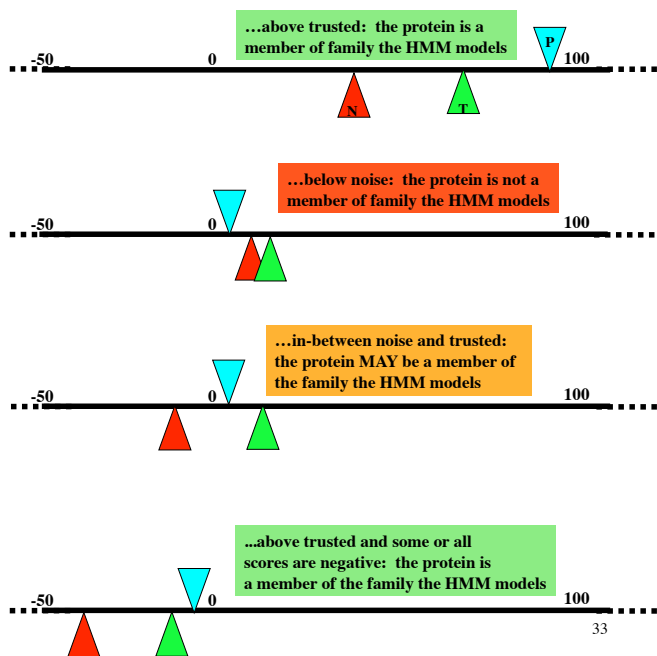 …above trusted: the protein is a
member of family the HMM models
P
-50
0
100
N
T
…below noise: the protein is not a
member of family the HMM models
-50
0
100
…in-between noise and trusted:
the protein MAY be a member of
the family the HMM models
-50
0
100
...above trusted and some or all
scores are negative: the protein is
a member of the family the HMM models
-50
0
100
33